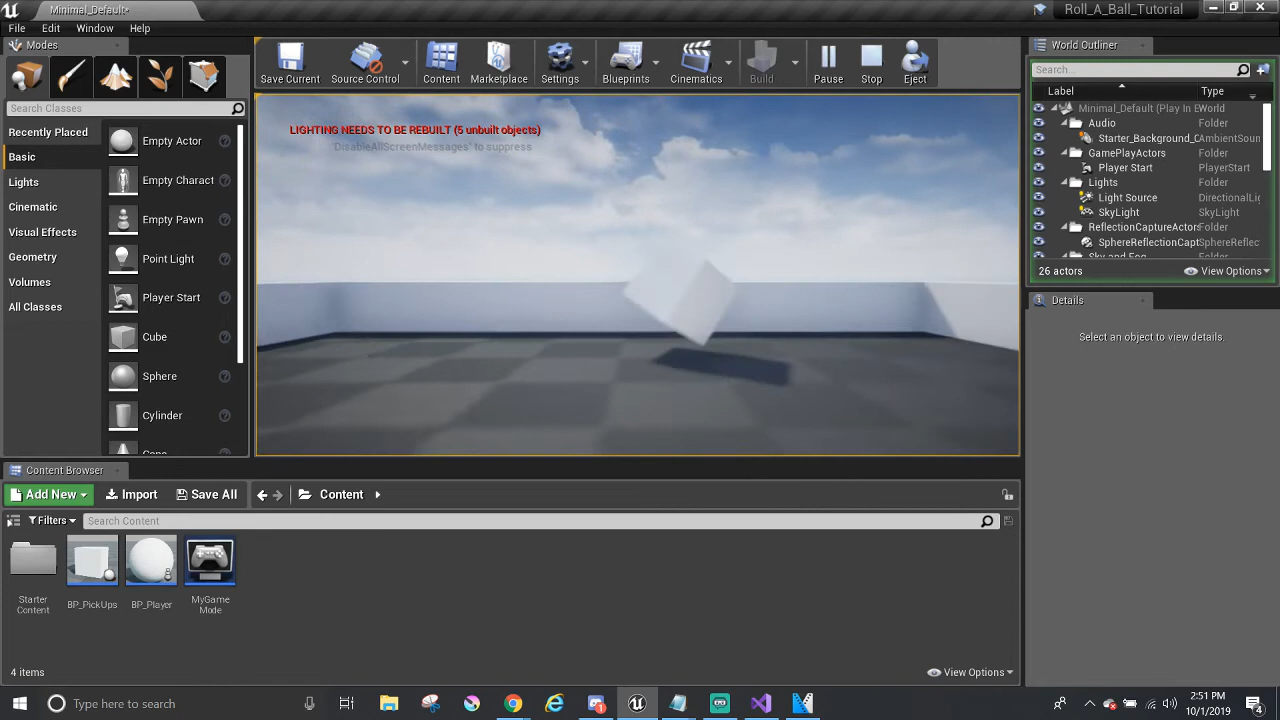 Minimal_Default*
Roll_A_Ball_Tutorial
File Edit Window Help
Modes
Search Classes
Recently Placed
Basic
Lights
Cinematic
Visual Effects
Geometry
Volumes
All Classes
Empty Actor
Empty Charact
Empty Pawn
Point Light
Player Start
Cube
Sphere
Cylinder
Save Current
Source Control
Content
Marketplace
Settings
Blueprints
Cinematics
Build
Pause
Stop
Eject
LIGHTING NEEDS TO BE REBUILT (5 unbuilt objects)
'DisableAllScreenMessages' to suppress
World Outliner
Search...
Label Type
Minimal_Default (Play In E World
Audio Folder
Starter_Background_C AmbientSoun
GamePlayActors Folder
Player Start PlayerStart
Lights Folder
Light Source DirectionalLig
SkyLight SkyLight
ReflectionCaptureActors Folder
SphereReflectionCapt SphereReflec
Sky and Fog Folder
26 actors View Options
Details
Select an object to view details.
Content Browser
Add New Import Save All Content
Filters Search Content
Starter Content
BP_PickUps
BP_Player
MyGame Mode
4 items View Options
Type here to search
2:51 PM
10/1/2019
4